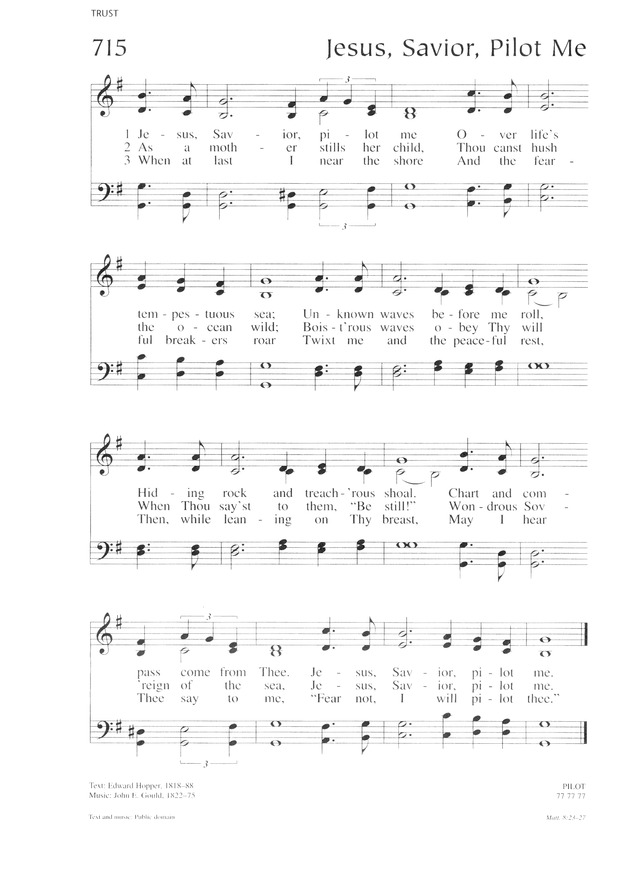 TRUST
715 Jesus, Savior, Pilot Me
3
1 Je - sus, Sav - ior, pi - lot me O - ver life's
2 As a moth - er stills her child, Thou canst hush
3 When at last I near the shore And the fear -
3
tem - pes - tuous sea; Un - known waves be - fore me roll,
the o - cean wild; Bois - t'rous waves o - bey Thy will
ful break - ers roar Twixt me and the peace - ful rest,
Hid - ing rock and treach - 'rous shoal. Chart and com -
When Thou say'st to them, "Be still!" Won - drous Sov -
Then, while lean - ing on Thy breast, May I hear
3
pass come from Thee. Je - sus, Sav - ior, pi - lot me.
'reign of the sea, Je - sus, Sav - ior, pi - lot me.
Thee say to me, "Fear not, I will pi - lot thee."
3
Text: Edward Hopper, 1818–88 PILOT
Music: John E. Gould, 1822–75 77 77 77
Text and music: Public domain Matt. 8:23–27